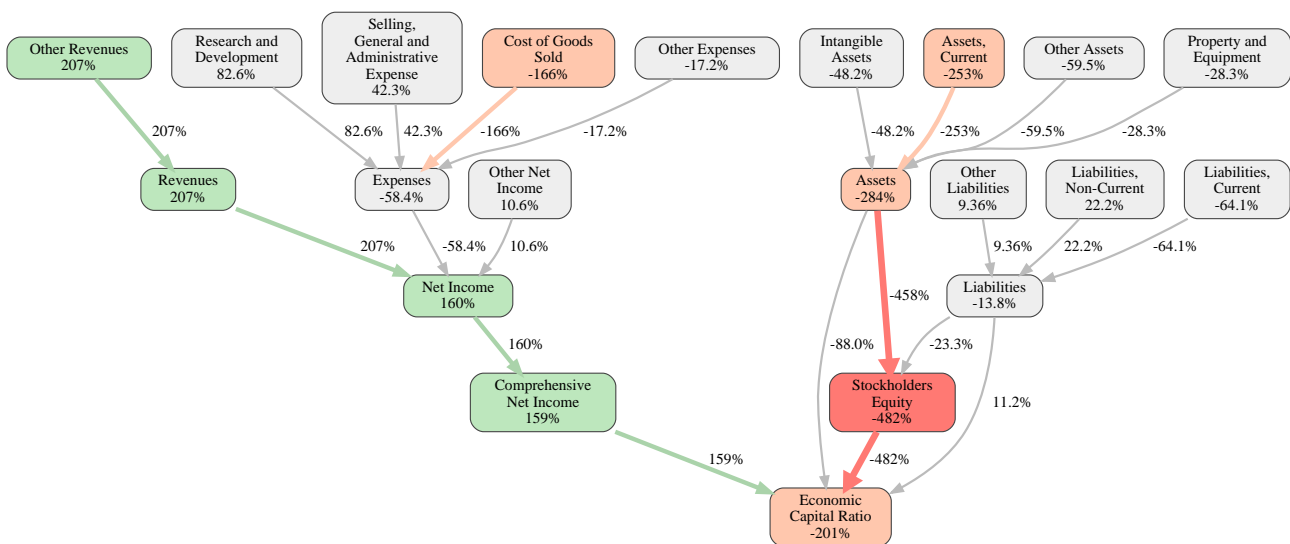 Other Revenues
207%
Research and
Development
82.6%
Selling,
General and
Administrative
Expense
42.3%
Cost of Goods
Sold
-166%
Other Expenses
-17.2%
Intangible
Assets
-48.2%
Assets,
Current
-253%
Other Assets
-59.5%
Property and
Equipment
-28.3%
207%
82.6%
42.3%
-166%
-17.2%
-48.2%
-253%
-59.5%
-28.3%
Revenues
207%
Expenses
-58.4%
Other Net
Income
10.6%
Assets
-284%
Other
Liabilities
9.36%
Liabilities,
Non-Current
22.2%
Liabilities,
Current
-64.1%
207%
-58.4%
10.6%
9.36%
22.2%
-64.1%
Net Income
160%
-458%
Liabilities
-13.8%
160%
-88.0%
-23.3%
Comprehensive
Net Income
159%
Stockholders
Equity
-482%
11.2%
159%
-482%
Economic
Capital Ratio
-201%